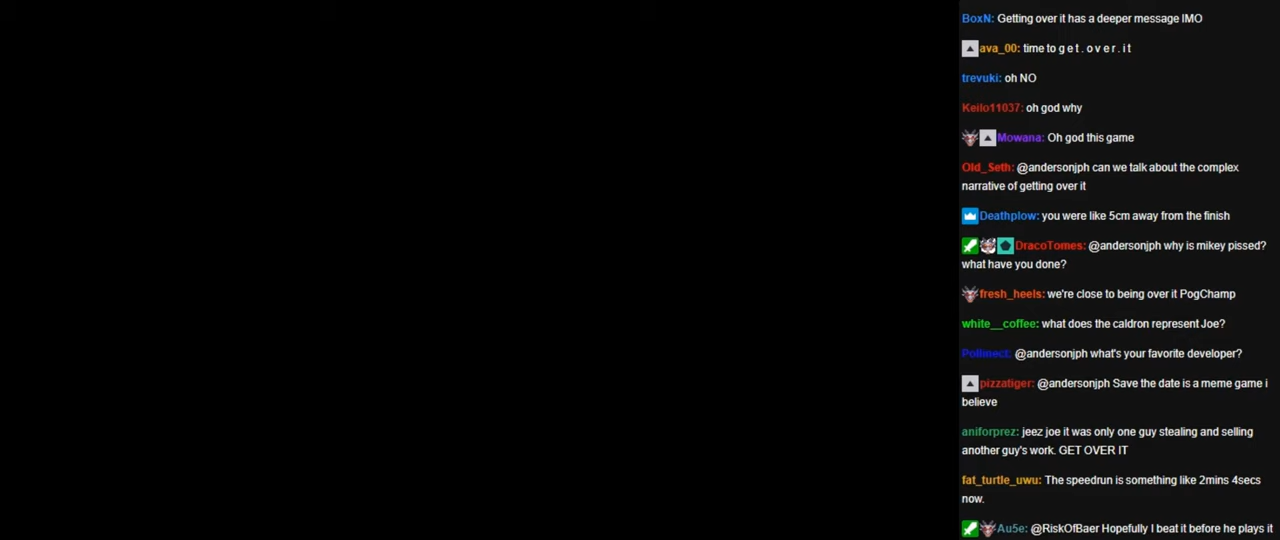 BoxN: Getting over it has a deeper message IMO
ava_00: time to g e t . o v e r . i t
trevuki: oh NO
Keilo11037: oh god why
Mowana: Oh god this game
Old_Seth: @andersonjph can we talk about the complex
narrative of getting over it
Deathplow: you were like 5cm away from the finish
DracoTomes: @andersonjph why is mikey pissed?
what have you done?
fresh_heels: we're close to being over it PogChamp
white__coffee: what does the caldron represent Joe?
Pollinect: @andersonjph what's your favorite developer?
pizzatiger: @andersonjph Save the date is a meme game i
believe
aniforprez: jeez joe it was only one guy stealing and selling
another guy's work. GET OVER IT
fat_turtle_uwu: The speedrun is something like 2mins 4secs
now.
Au5e: @RiskOfBaer Hopefully I beat it before he plays it